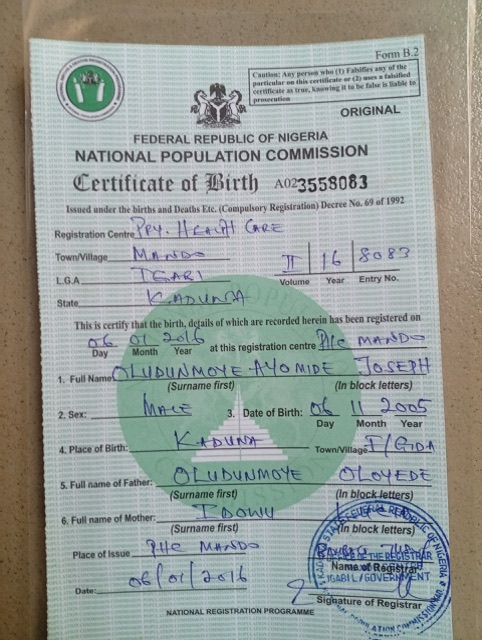 Form B.2
Caution: Any person who (1) Falsifies any of the
particular on this certificate or (2) uses a falsified
certificate as true, knowing it to be false is liable to
prosecution
ORIGINAL
FEDERAL REPUBLIC OF NIGERIA
NATIONAL POPULATION COMMISSION
Certificate of Birth A023558083
Issued under the births and Deaths Etc. (Compulsory Registration) Decree No. 69 of 1992
Registration Centre PRY. HEALTH CARE
Town/Village MANDO II 16 8083
L.G.A IGABI Volume Year Entry No.
State KADUNA
This is certify that the birth, details of which are recorded herein has been registered on
06 01 2016 at this registration centre PHC MANDO
Day Month Year
1. Full Name OLUDUNMOYE AYOMIDE JOSEPH
(Surname first) (In block letters)
2. Sex: MALE 3. Date of Birth: 06 11 2005
Day Month Year
4. Place of Birth: KADUNA Town/Village T/GIDA
5. Full name of Father: OLUDUNMOYE OLOYEDE
(Surname first) (In block letters)
6. Full name of Mother: IDOWU
(Surname first) (In block letters)
Place of Issue PHC MANDO
Name of Registrar
Date: 06/01/2016
Signature of Registrar
NATIONAL REGISTRATION PROGRAMME